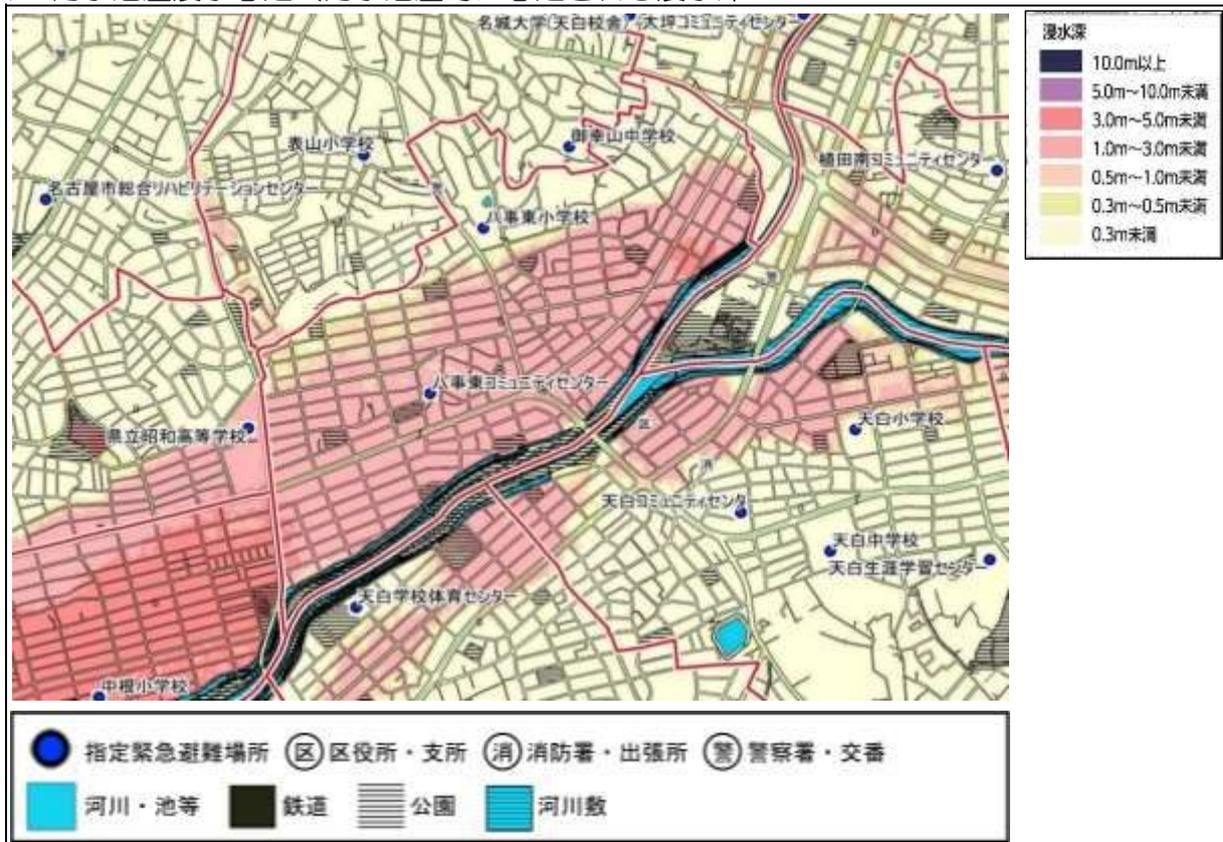 名城大学(天白校舎)
大坪コミュニティセンター
御幸山中学校
表山小学校
植田南コミュニティセンタ
名古屋市総合リハビリテーションセンター
八事東小学校
八事東コミュニティセンター
天白小学校
県立昭和高等学校
区
消
天白コミュニティセンタ
天白中学校
天白生涯学習センター
天白学校体育センター
中根小学校
浸水深
10.0m以上
5.0m～10.0m未満
3.0m～5.0m未満
1.0m～3.0m未満
0.5m～1.0m未満
0.3m～0.5m未満
0.3m未満
指定緊急避難場所 区 区役所・支所 消 消防署・出張所 警 警察署・交番
河川・池等 鉄道 公園 河川敷